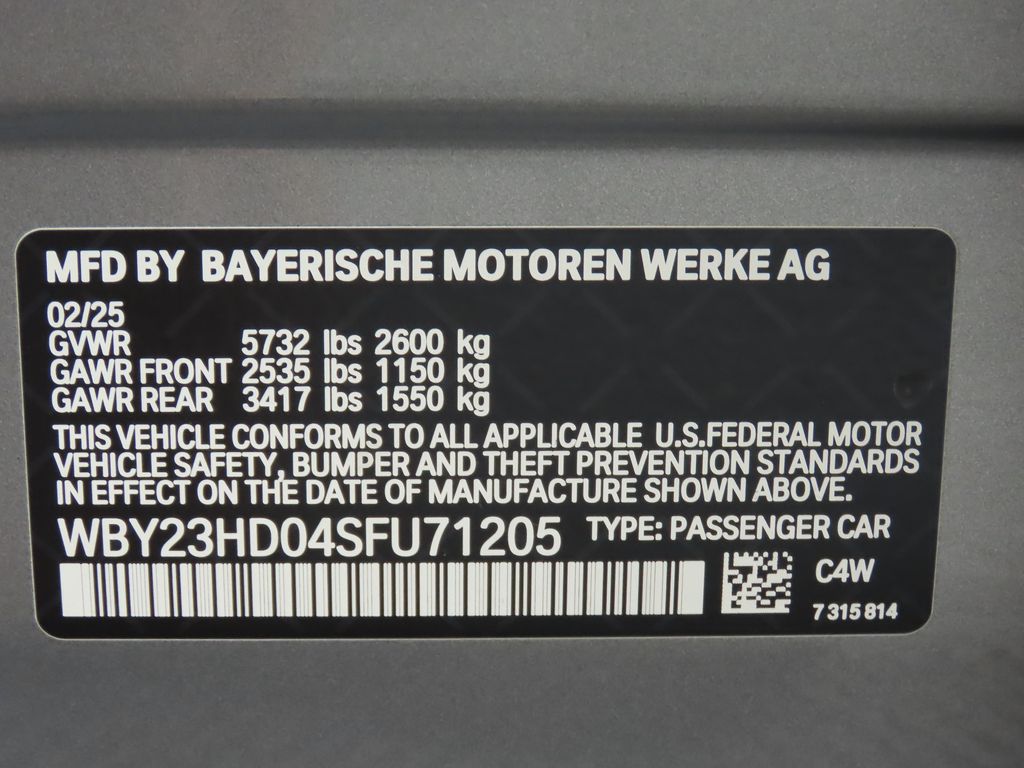 MFD BY BAYERISCHE MOTOREN WERKE AG
02/25
GVWR 5732 lbs 2600 kg
GAWR FRONT 2535 lbs 1150 kg
GAWR REAR 3417 lbs 1550 kg
THIS VEHICLE CONFORMS TO ALL APPLICABLE U.S.FEDERAL MOTOR
VEHICLE SAFETY, BUMPER AND THEFT PREVENTION STANDARDS
IN EFFECT ON THE DATE OF MANUFACTURE SHOWN ABOVE.
WBY23HD04SFU71205 TYPE: PASSENGER CAR
C4W
7 315 814